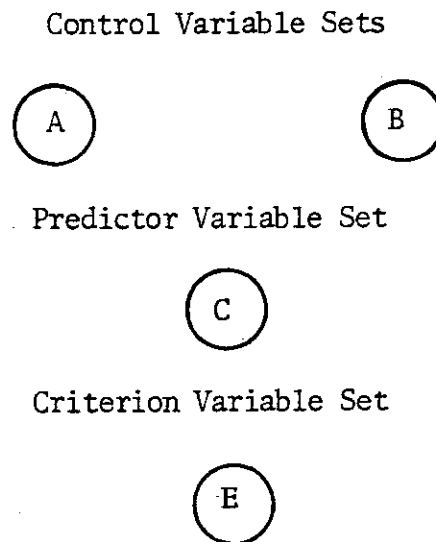 Control Variable Sets
A B
Predictor Variable Set
C
Criterion Variable Set
E